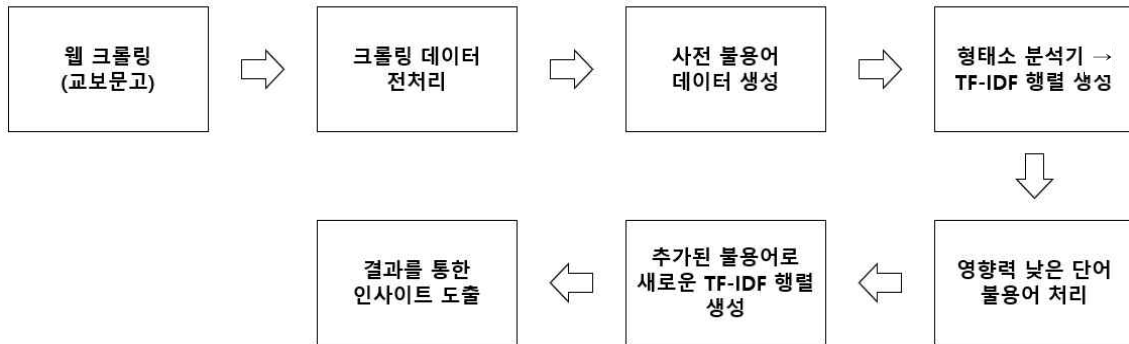 웹 크롤링
(교보문고)
크롤링 데이터
전처리
사전 불용어
데이터 생성
형태소 분석기 →
TF-IDF 행렬 생성
영향력 낮은 단어
불용어 처리
추가된 불용어로
새로운 TF-IDF 행렬
생성
결과를 통한
인사이트 도출